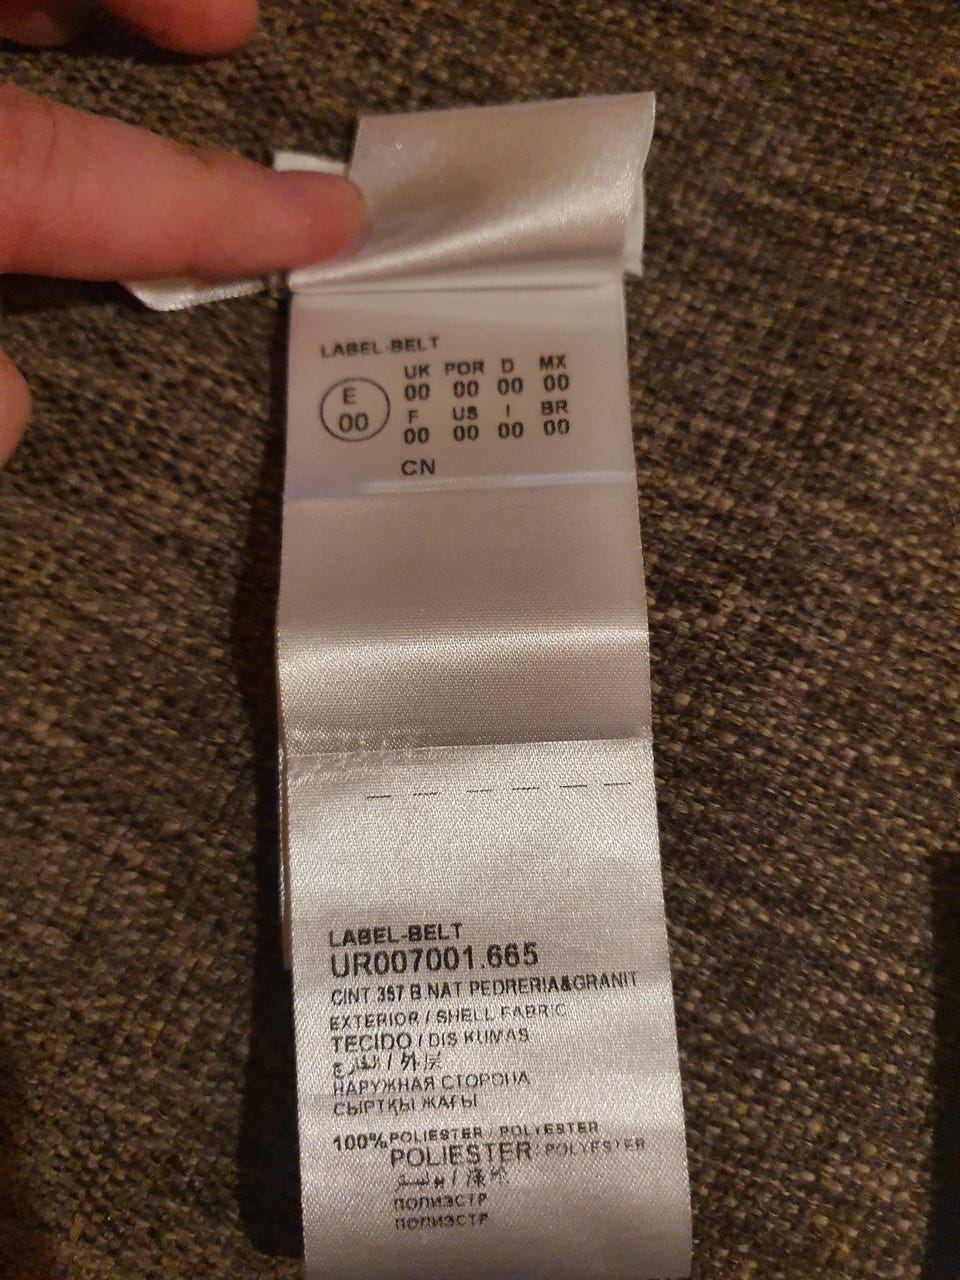 LABEL-BELT
UK POR D MX
E 00 00 00 00
00 F US I BR
00 00 00 00
CN
LABEL-BELT
UR007001.665
CINT 357 B.NAT PEDRERIA&GRANIT
EXTERIOR / SHELL FABRIC
TECIDO / DIS KUMAS
/ 外层
НАРУЖНАЯ СТОРОНА
СЫРТҚЫ ЖАҒЫ
100% POLIESTER / POLYESTER
POLIESTER POLYESTER
ПОЛИЭСТР
ПОЛИЭСТР